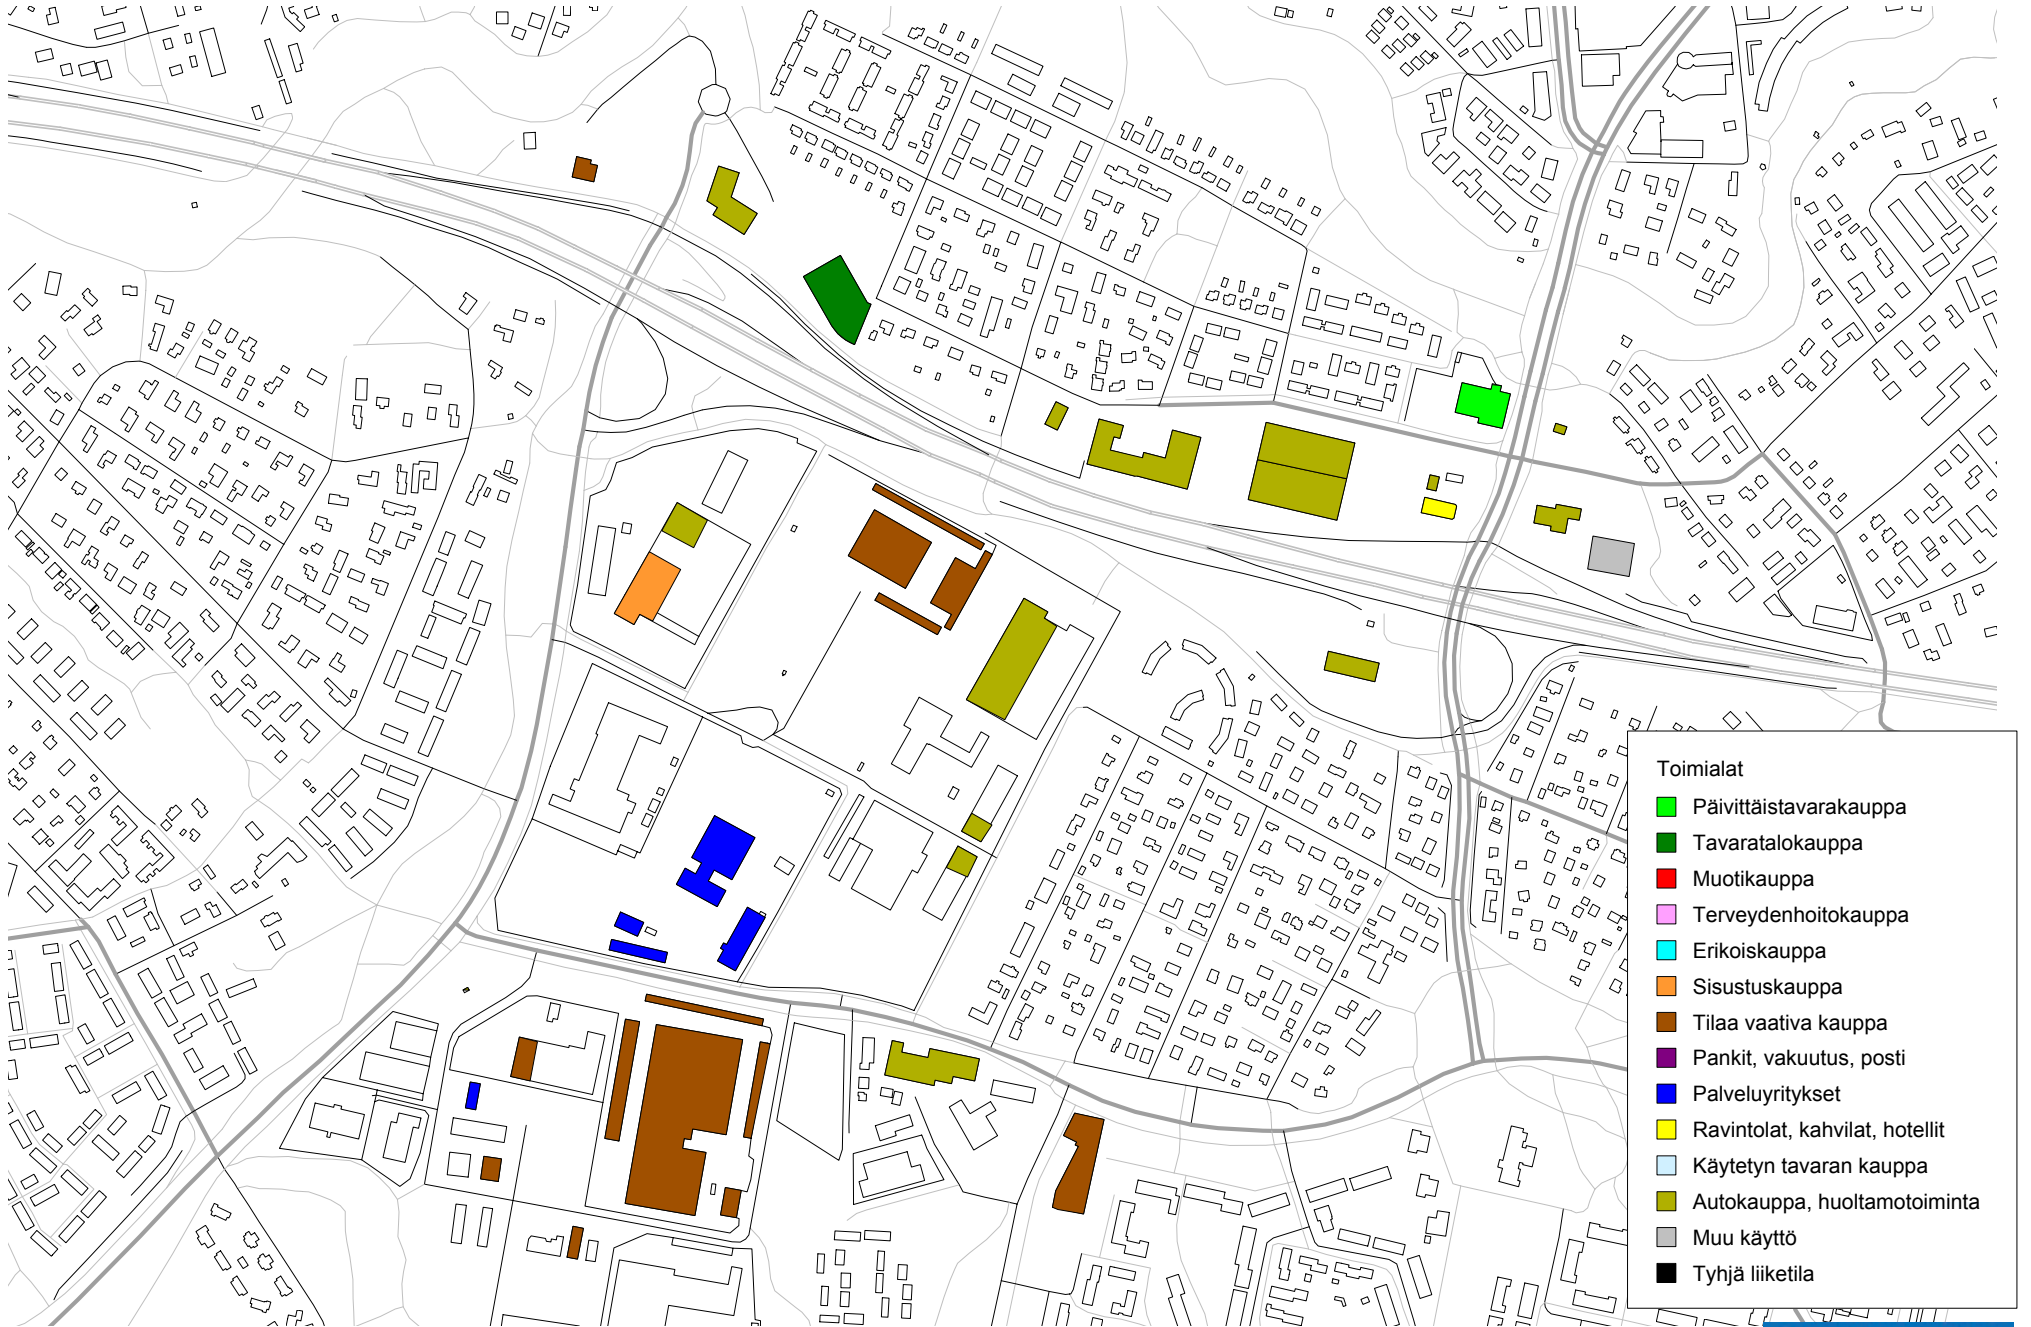 Toimialat
Päivittäistavarakauppa
Tavaratalokauppa
Muotikauppa
Terveydenhoitokauppa
Erikoiskauppa
Sisustuskauppa
Tilaa vaativa kauppa
Pankit, vakuutus, posti
Palveluyritykset
Ravintolat, kahvilat, hotellit
Käytetyn tavaran kauppa
Autokauppa, huoltamotoiminta
Muu käyttö
Tyhjä liiketila